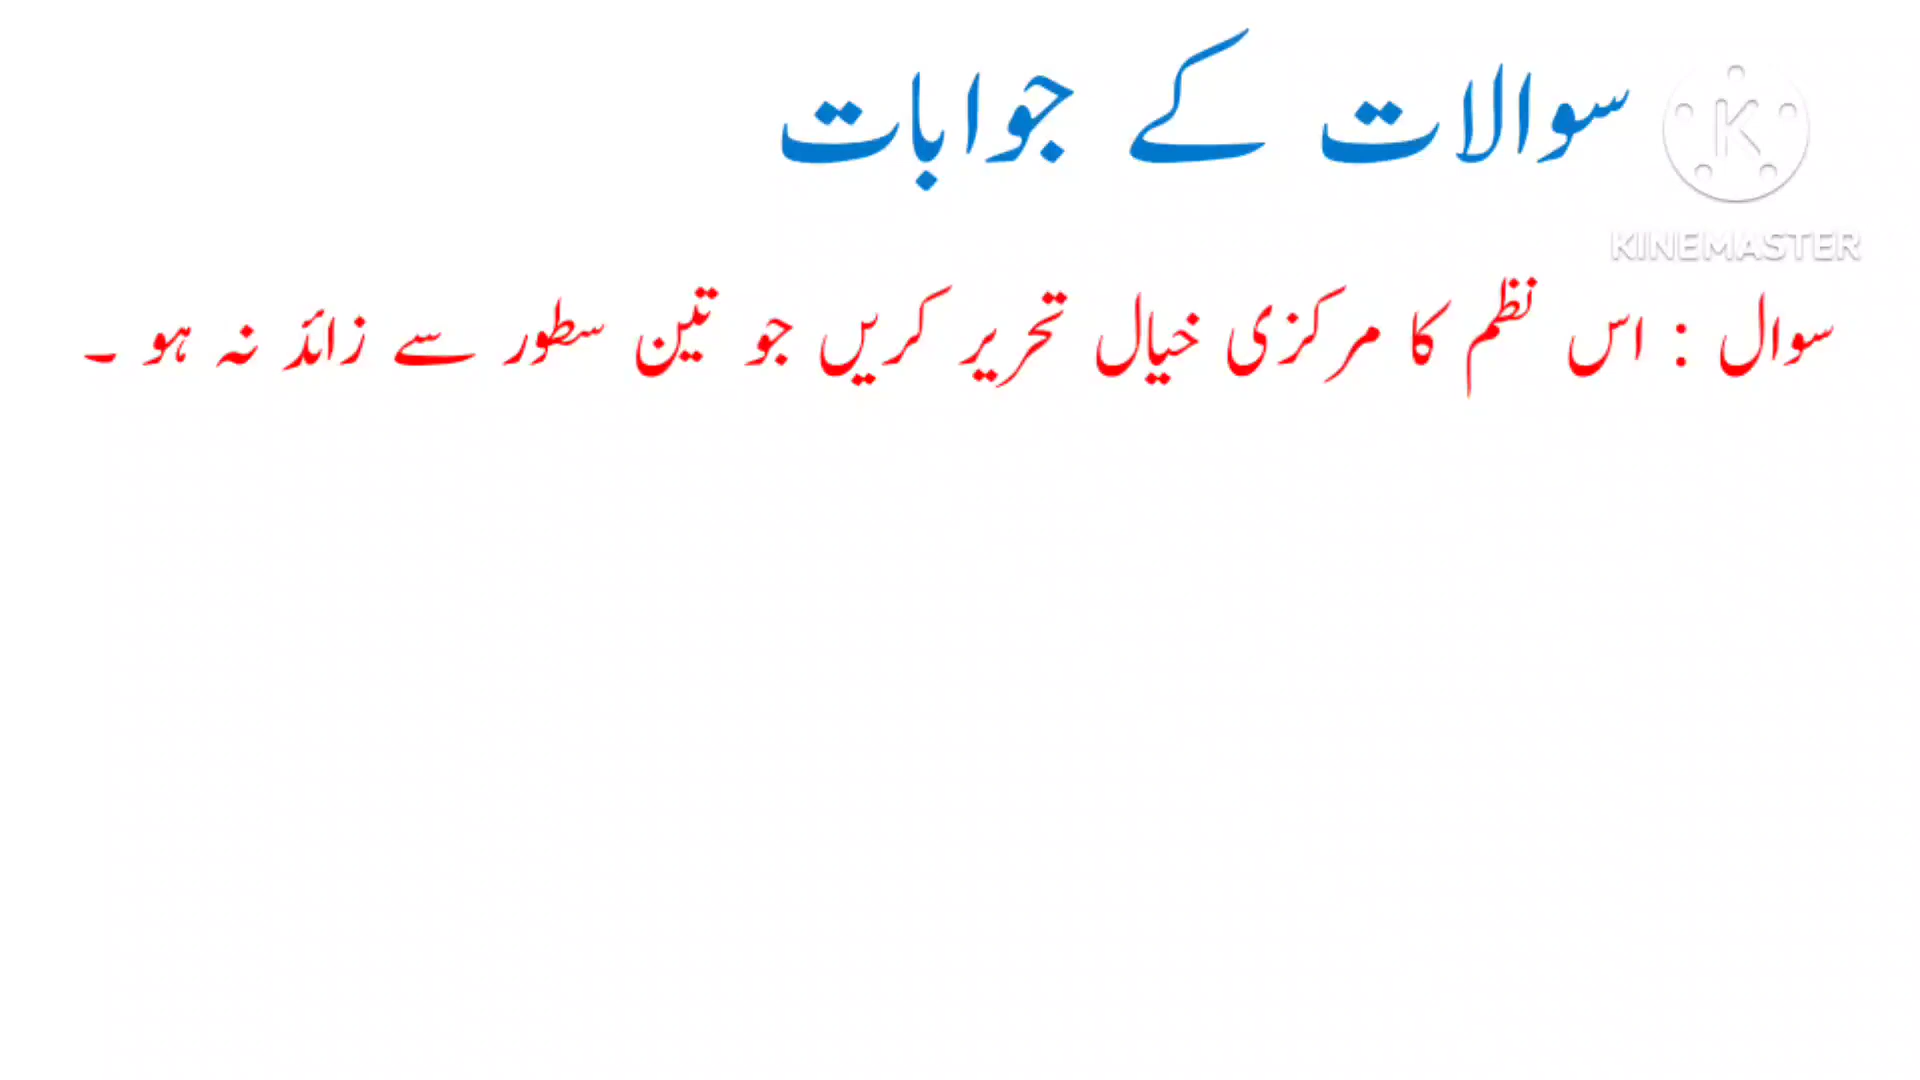 سوالات کے جوابات
K
KINEMASTER
سوال : اس نظم کا مرکزی خیال تحریر کریں جو تین سطور سے زائد نہ ہو ۔